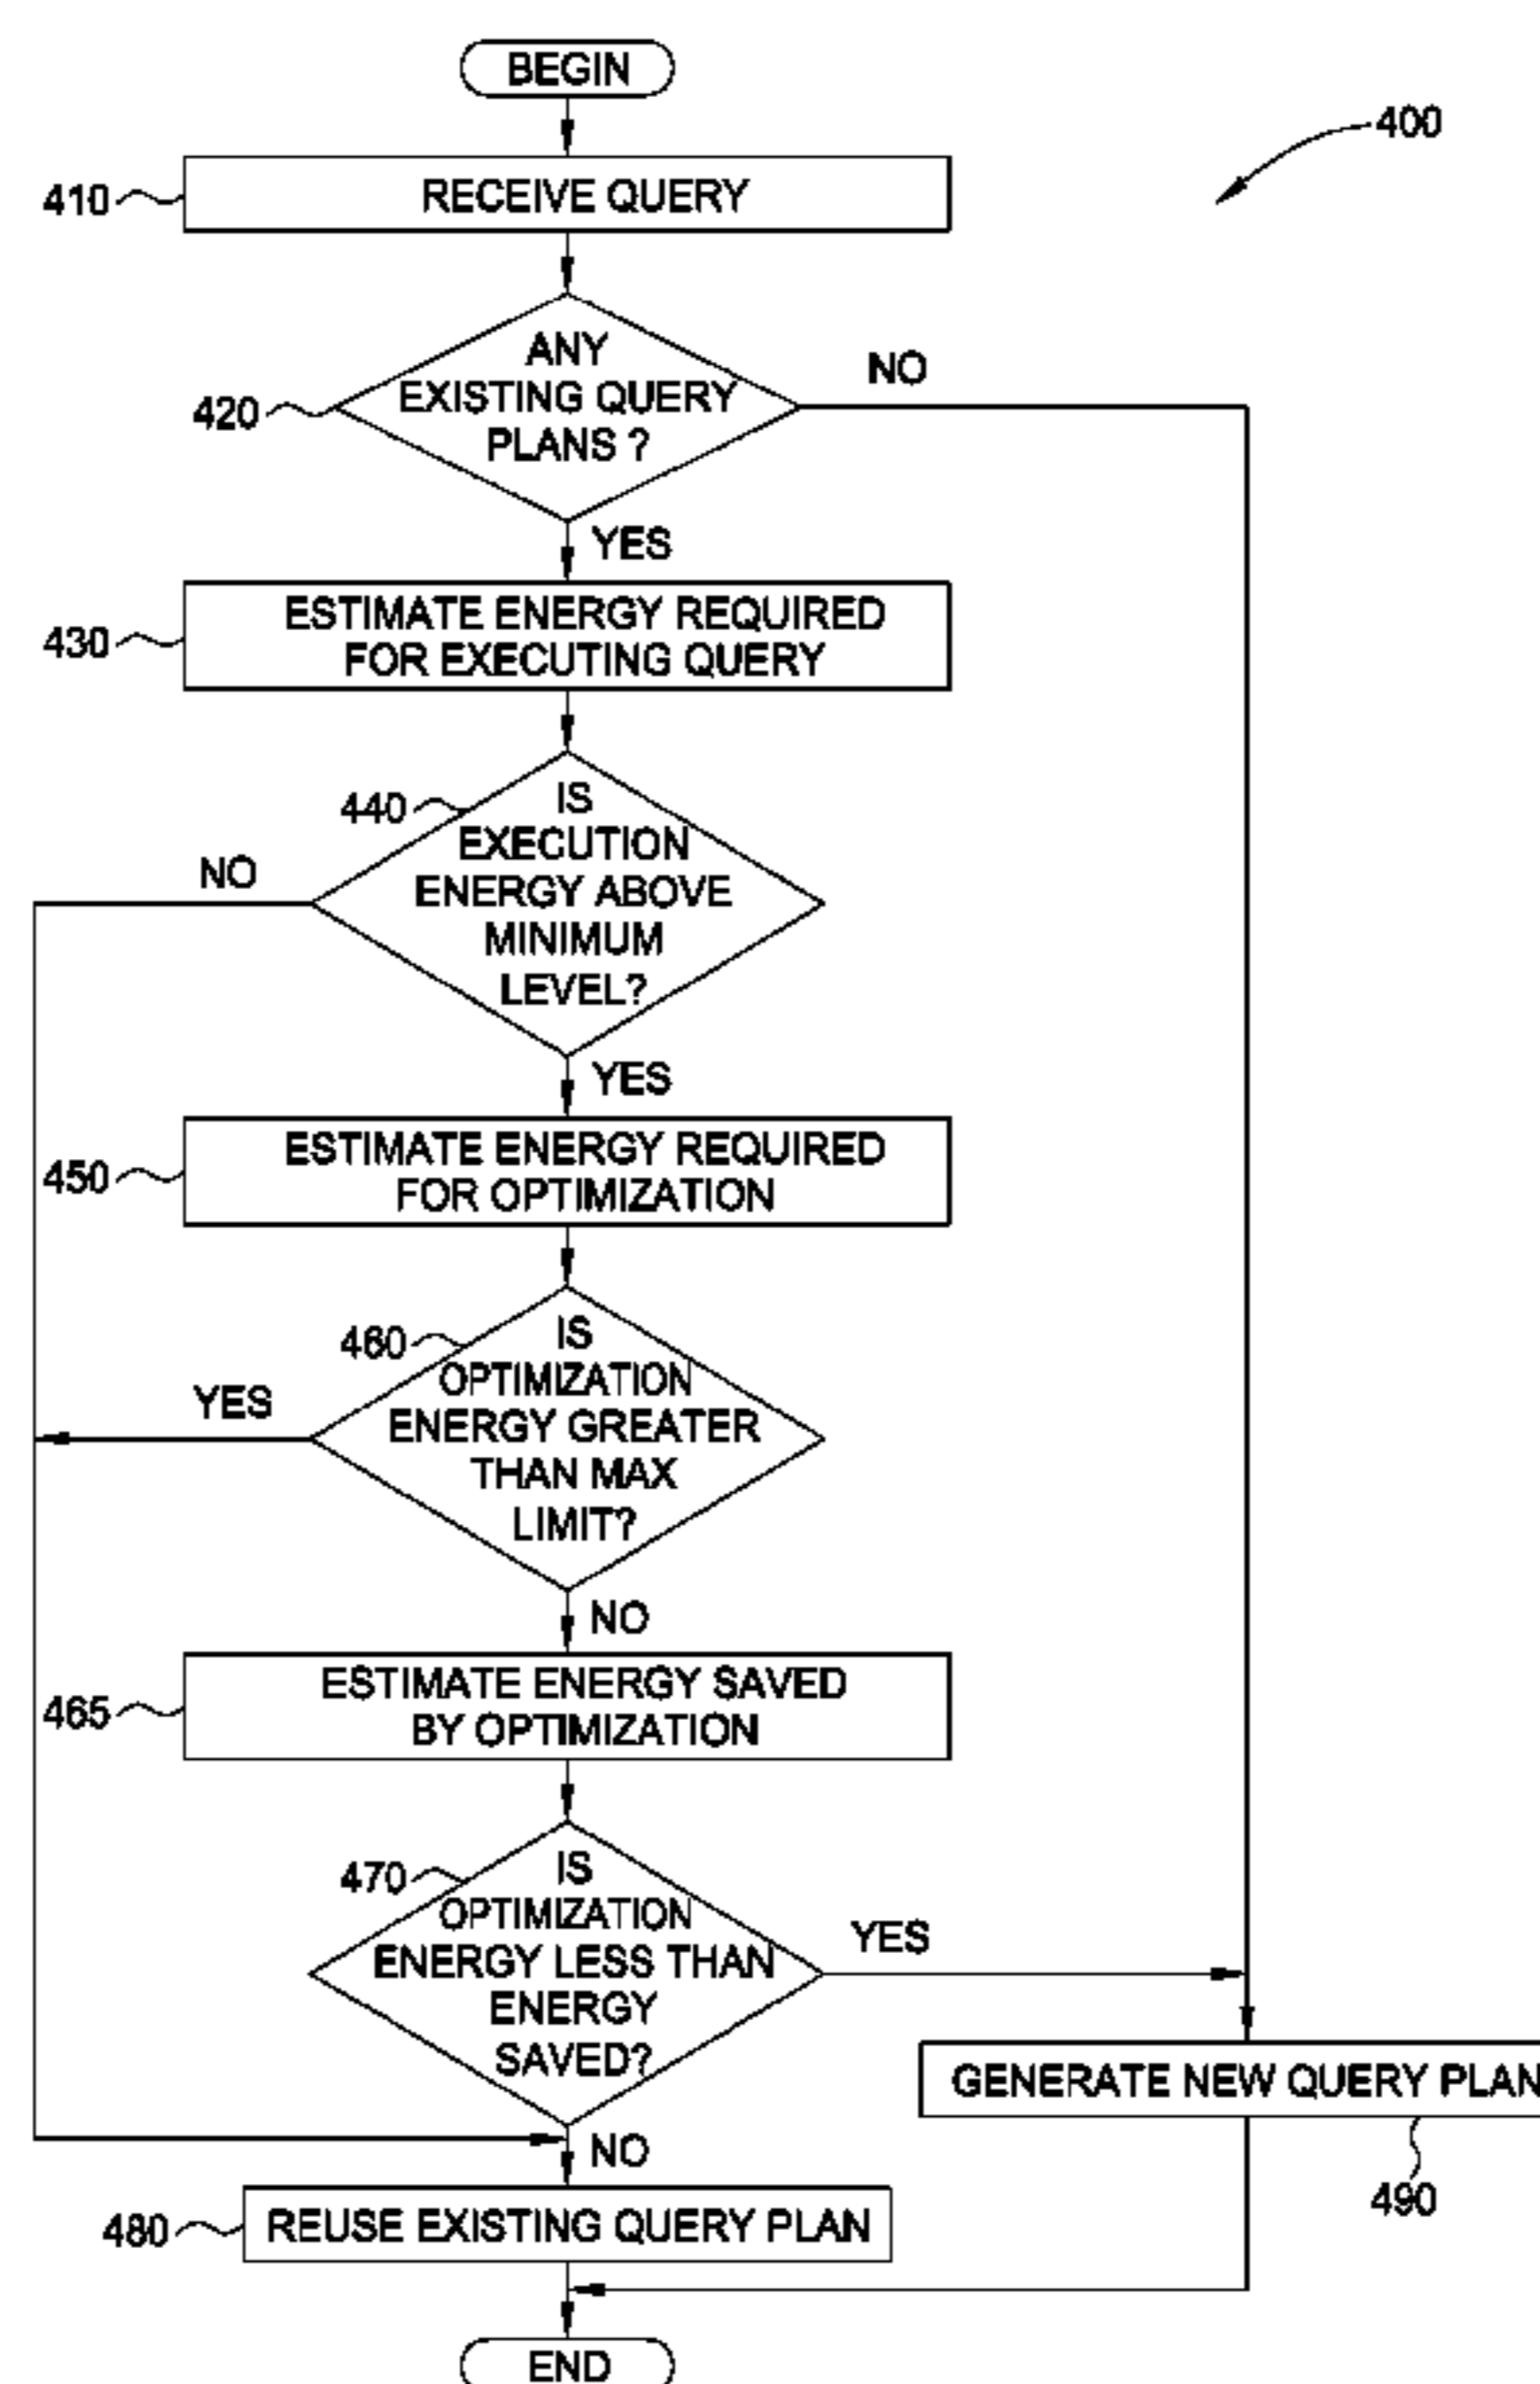 BEGIN
400
410
RECEIVE QUERY
ANY
EXISTING QUERY
PLANS ?
NO
420
YES
430
ESTIMATE ENERGY REQUIRED
FOR EXECUTING QUERY
440
IS
EXECUTION
ENERGY ABOVE
MINIMUM
LEVEL?
NO
YES
450
ESTIMATE ENERGY REQUIRED
FOR OPTIMIZATION
460
IS
OPTIMIZATION
ENERGY GREATER
THAN MAX
LIMIT?
YES
NO
465
ESTIMATE ENERGY SAVED
BY OPTIMIZATION
470
IS
OPTIMIZATION
ENERGY LESS THAN
ENERGY
SAVED?
YES
GENERATE NEW QUERY PLAN
NO
490
480
REUSE EXISTING QUERY PLAN
END